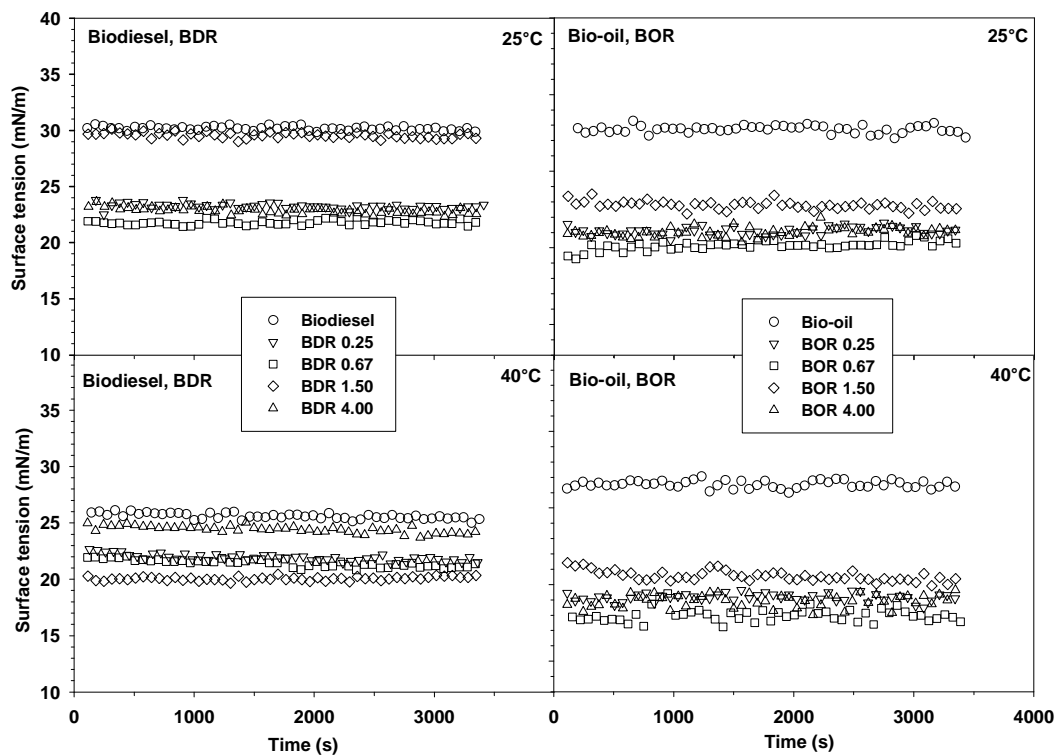 Biodiesel, BDR 25°C
Bio-oil, BOR 25°C
Surface tension (mN/m)
40
35
30
25
20
15
10
Biodiesel
BDR 0.25
BDR 0.67
BDR 1.50
BDR 4.00
Bio-oil
BOR 0.25
BOR 0.67
BOR 1.50
BOR 4.00
Biodiesel, BDR 40°C
Bio-oil, BOR 40°C
Surface tension (mN/m)
35
30
25
20
15
10
0 1000 2000 3000
0 1000 2000 3000 4000
Time (s)
Time (s)